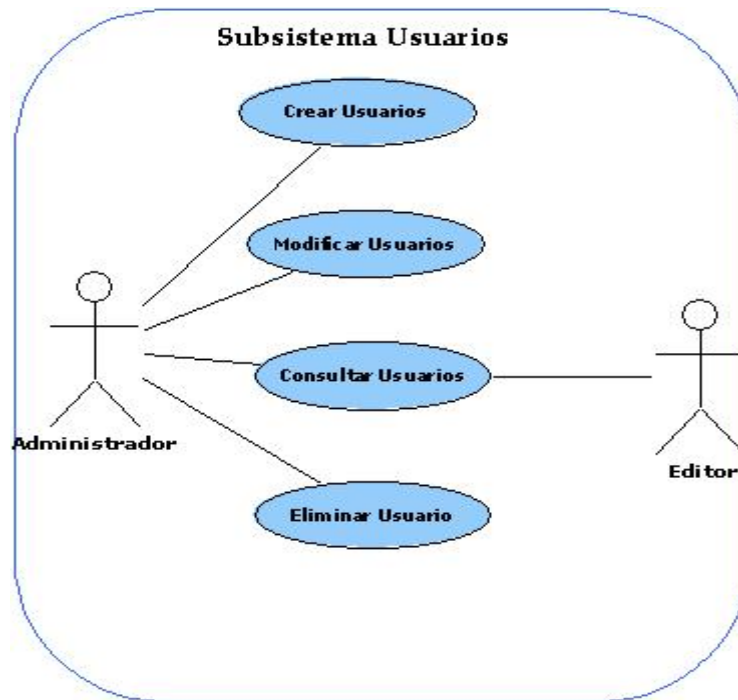 Subsistema Usuarios
Crear Usuarios
Modificar Usuarios
Consultar Usuarios
Administrador
Editor
Eliminar Usuario